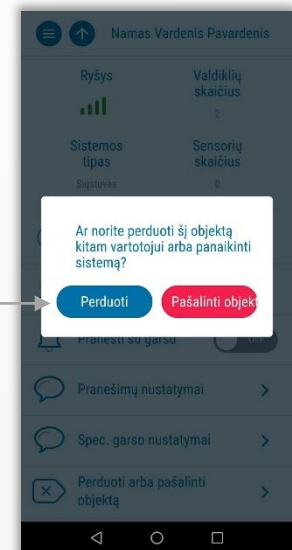 Namas Vardenis Pavardenis
Ryšys
Valdiklių
skaičius
2
Sistemos
tipas
Sensorių
skaičius
Siųstuvas
0
Ar norite perduoti šį objektą
kitam vartotojui arba panaikinti
sistemą?
Perduoti
Pašalinti objekt
Pranešti su garsu
OFF
Pranešimų nustatymai
Spec. garso nustatymai
Perduoti arba pašalinti
objektą